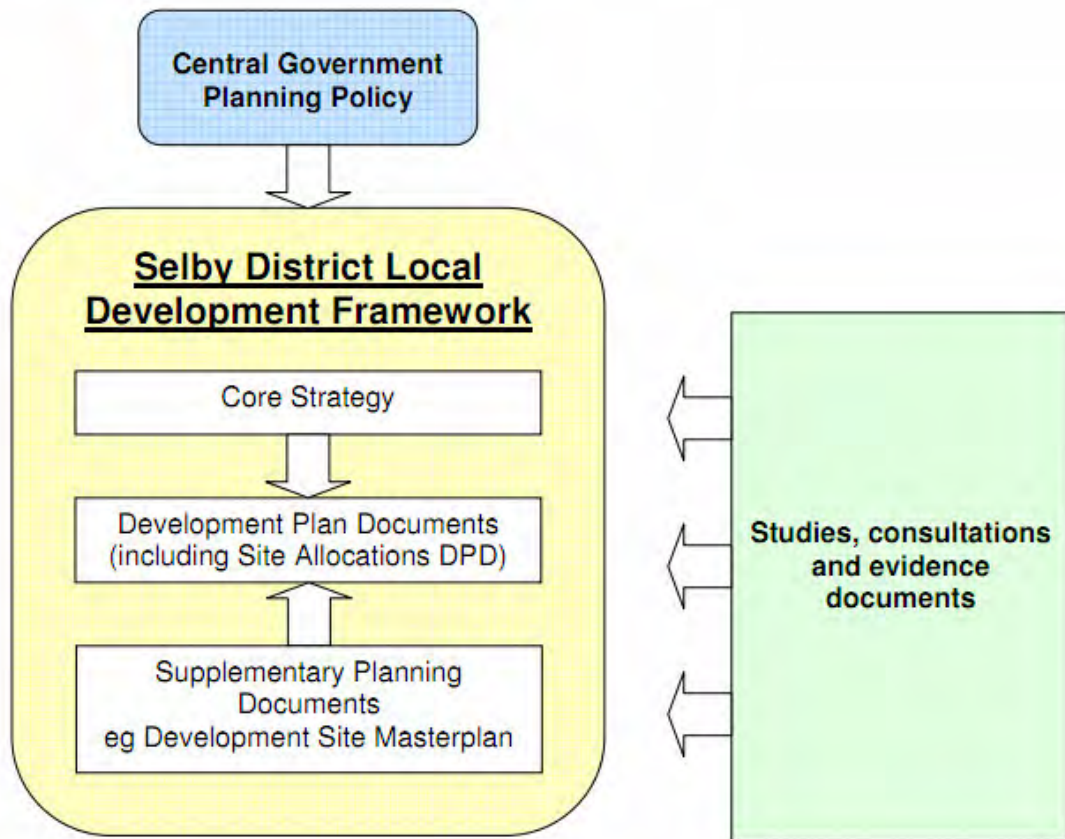 Central Government
Planning Policy
Selby District Local
Development Framework
Core Strategy
Development Plan Documents
(including Site Allocations DPD)
Supplementary Planning
Documents
eg Development Site Masterplan
Studies, consultations
and evidence
documents